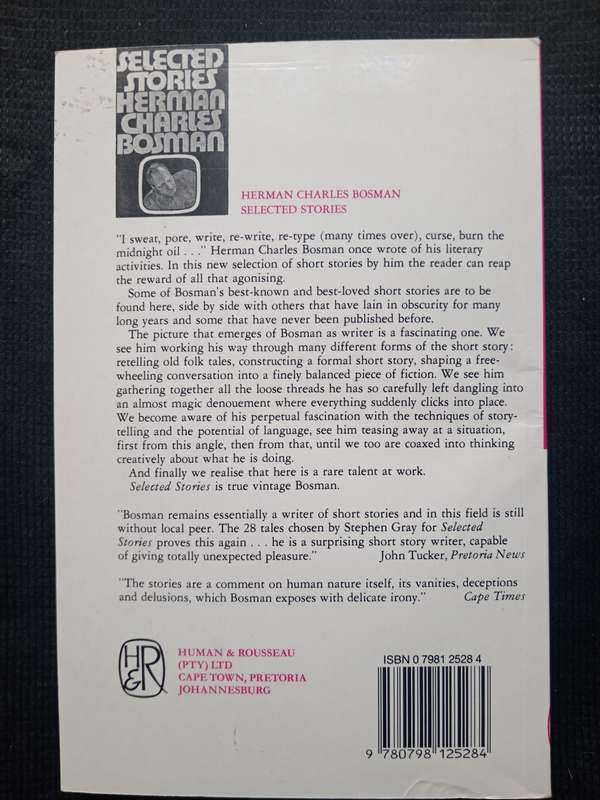 SELECTED
STORIES
HERMAN
CHARLES
BOSMAN
HERMAN CHARLES BOSMAN
SELECTED STORIES
"I sweat, pore, write, re-write, re-type (many times over), curse, burn the
midnight oil . . ." Herman Charles Bosman once wrote of his literary
activities. In this new selection of short stories by him the reader can reap
the reward of all that agonising.
Some of Bosman's best-known and best-loved short stories are to be
found here, side by side with others that have lain in obscurity for many
long years and some that have never been published before.
The picture that emerges of Bosman as writer is a fascinating one. We
see him working his way through many different forms of the short story:
retelling old folk tales, constructing a formal short story, shaping a free-
wheeling conversation into a finely balanced piece of fiction. We see him
gathering together all the loose threads he has so carefully left dangling into
an almost magic denouement where everything suddenly clicks into place.
We become aware of his perpetual fascination with the techniques of story-
telling and the potential of language, see him teasing away at a situation,
first from this angle, then from that, until we too are coaxed into thinking
creatively about what he is doing.
And finally we realise that here is a rare talent at work.
Selected Stories is true vintage Bosman.
"Bosman remains essentially a writer of short stories and in this field is still
without local peer. The 28 tales chosen by Stephen Gray for Selected
Stories proves this again . . . he is a surprising short story writer, capable
of giving totally unexpected pleasure." John Tucker, Pretoria News
"The stories are a comment on human nature itself, its vanities, deceptions
and delusions, which Bosman exposes with delicate irony." Cape Times
H&R
HUMAN & ROUSSEAU
(PTY) LTD
CAPE TOWN, PRETORIA
JOHANNESBURG
ISBN 0 7981 2528 4
9 780798 125284